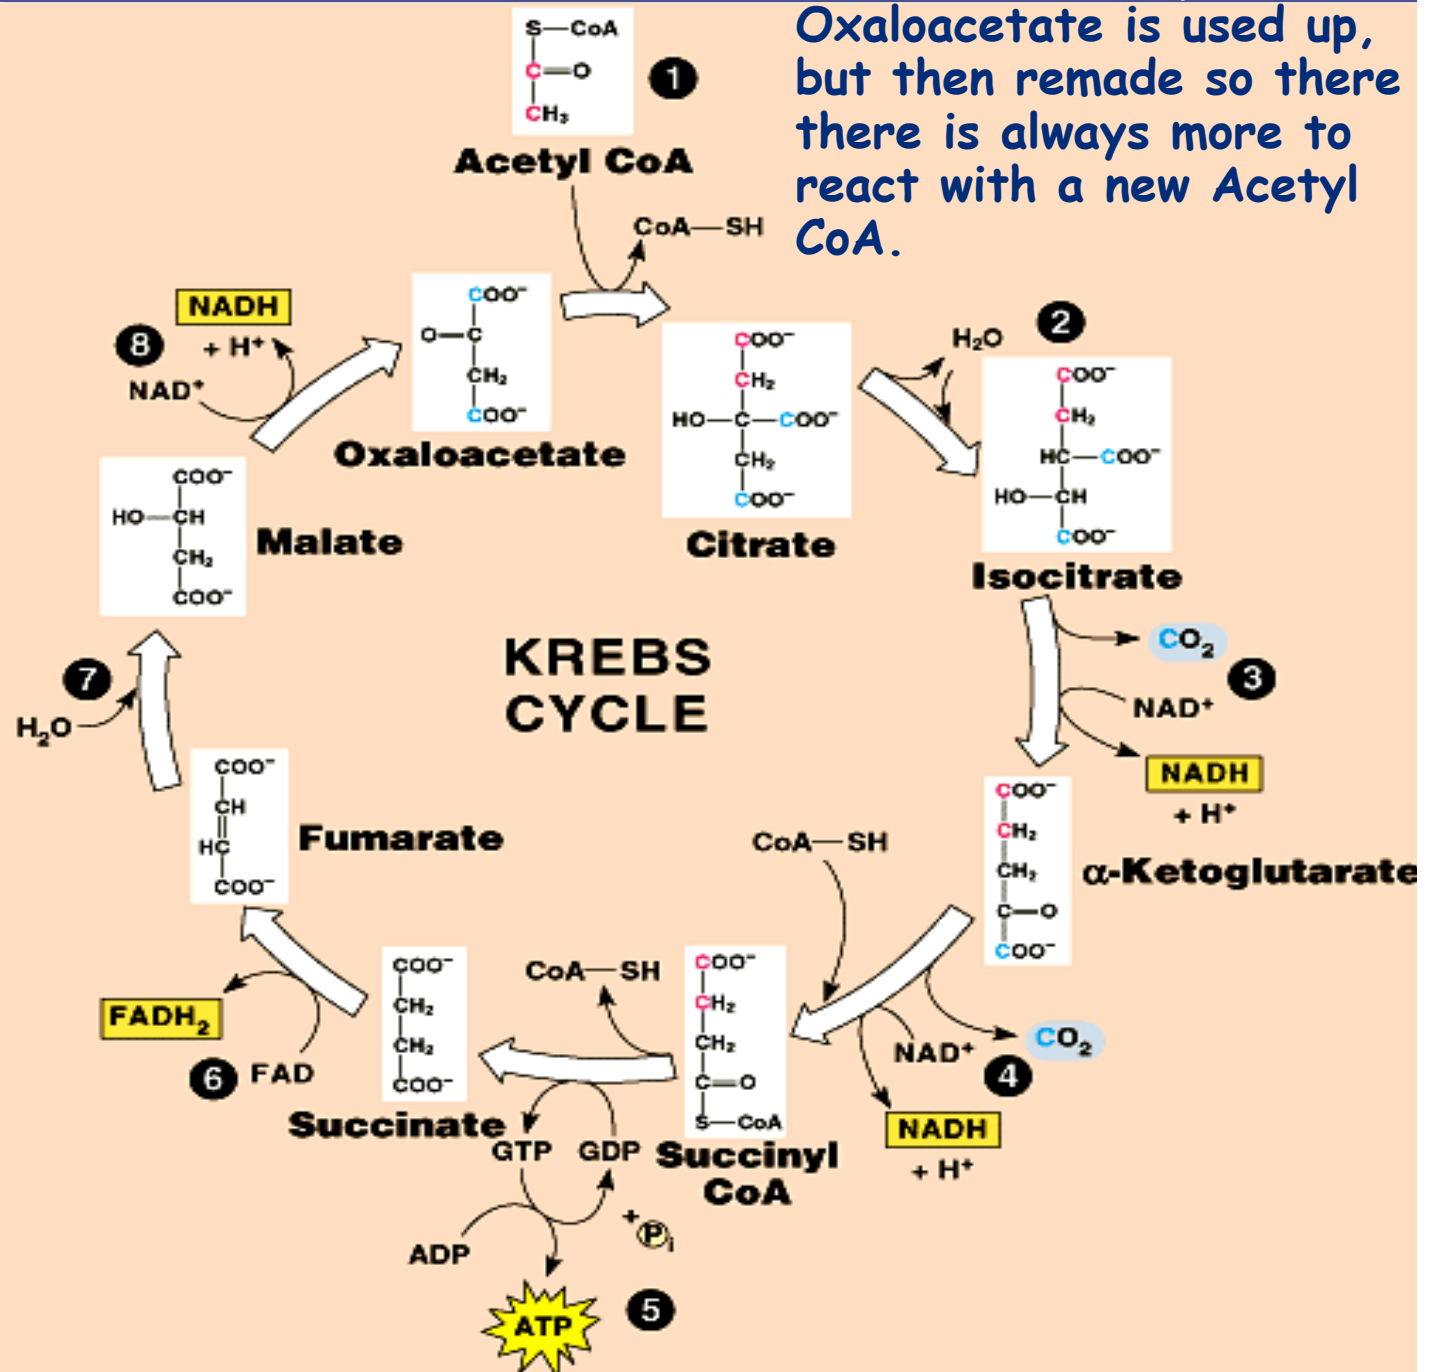 Oxaloacetate is used up,
but then remade so there
there is always more to
react with a new Acetyl
CoA.
S—CoA
C=O
CH₃
1
Acetyl CoA
CoA—SH
NADH
+ H⁺
8
NAD⁺
COO⁻
O—C
CH₂
COO⁻
Oxaloacetate
COO⁻
CH₂
HO—C—COO⁻
CH₂
COO⁻
Citrate
H₂O
2
COO⁻
CH₂
HC—COO⁻
HO—CH
COO⁻
Isocitrate
COO⁻
HO—CH
CH₂
COO⁻
Malate
KREBS
CYCLE
CO₂
3
NAD⁺
NADH
+ H⁺
7
H₂O
COO⁻
CH
HC
COO⁻
Fumarate
COO⁻
CH₂
CH₂
C—O
COO⁻
α-Ketoglutarate
CoA—SH
CO₂
NAD⁺
4
NADH
+ H⁺
COO⁻
CH₂
CH₂
C=O
S—CoA
Succinyl
CoA
CoA—SH
COO⁻
CH₂
CH₂
COO⁻
Succinate
FADH₂
6
FAD
GTP
GDP
+ Pi
ADP
ATP
5